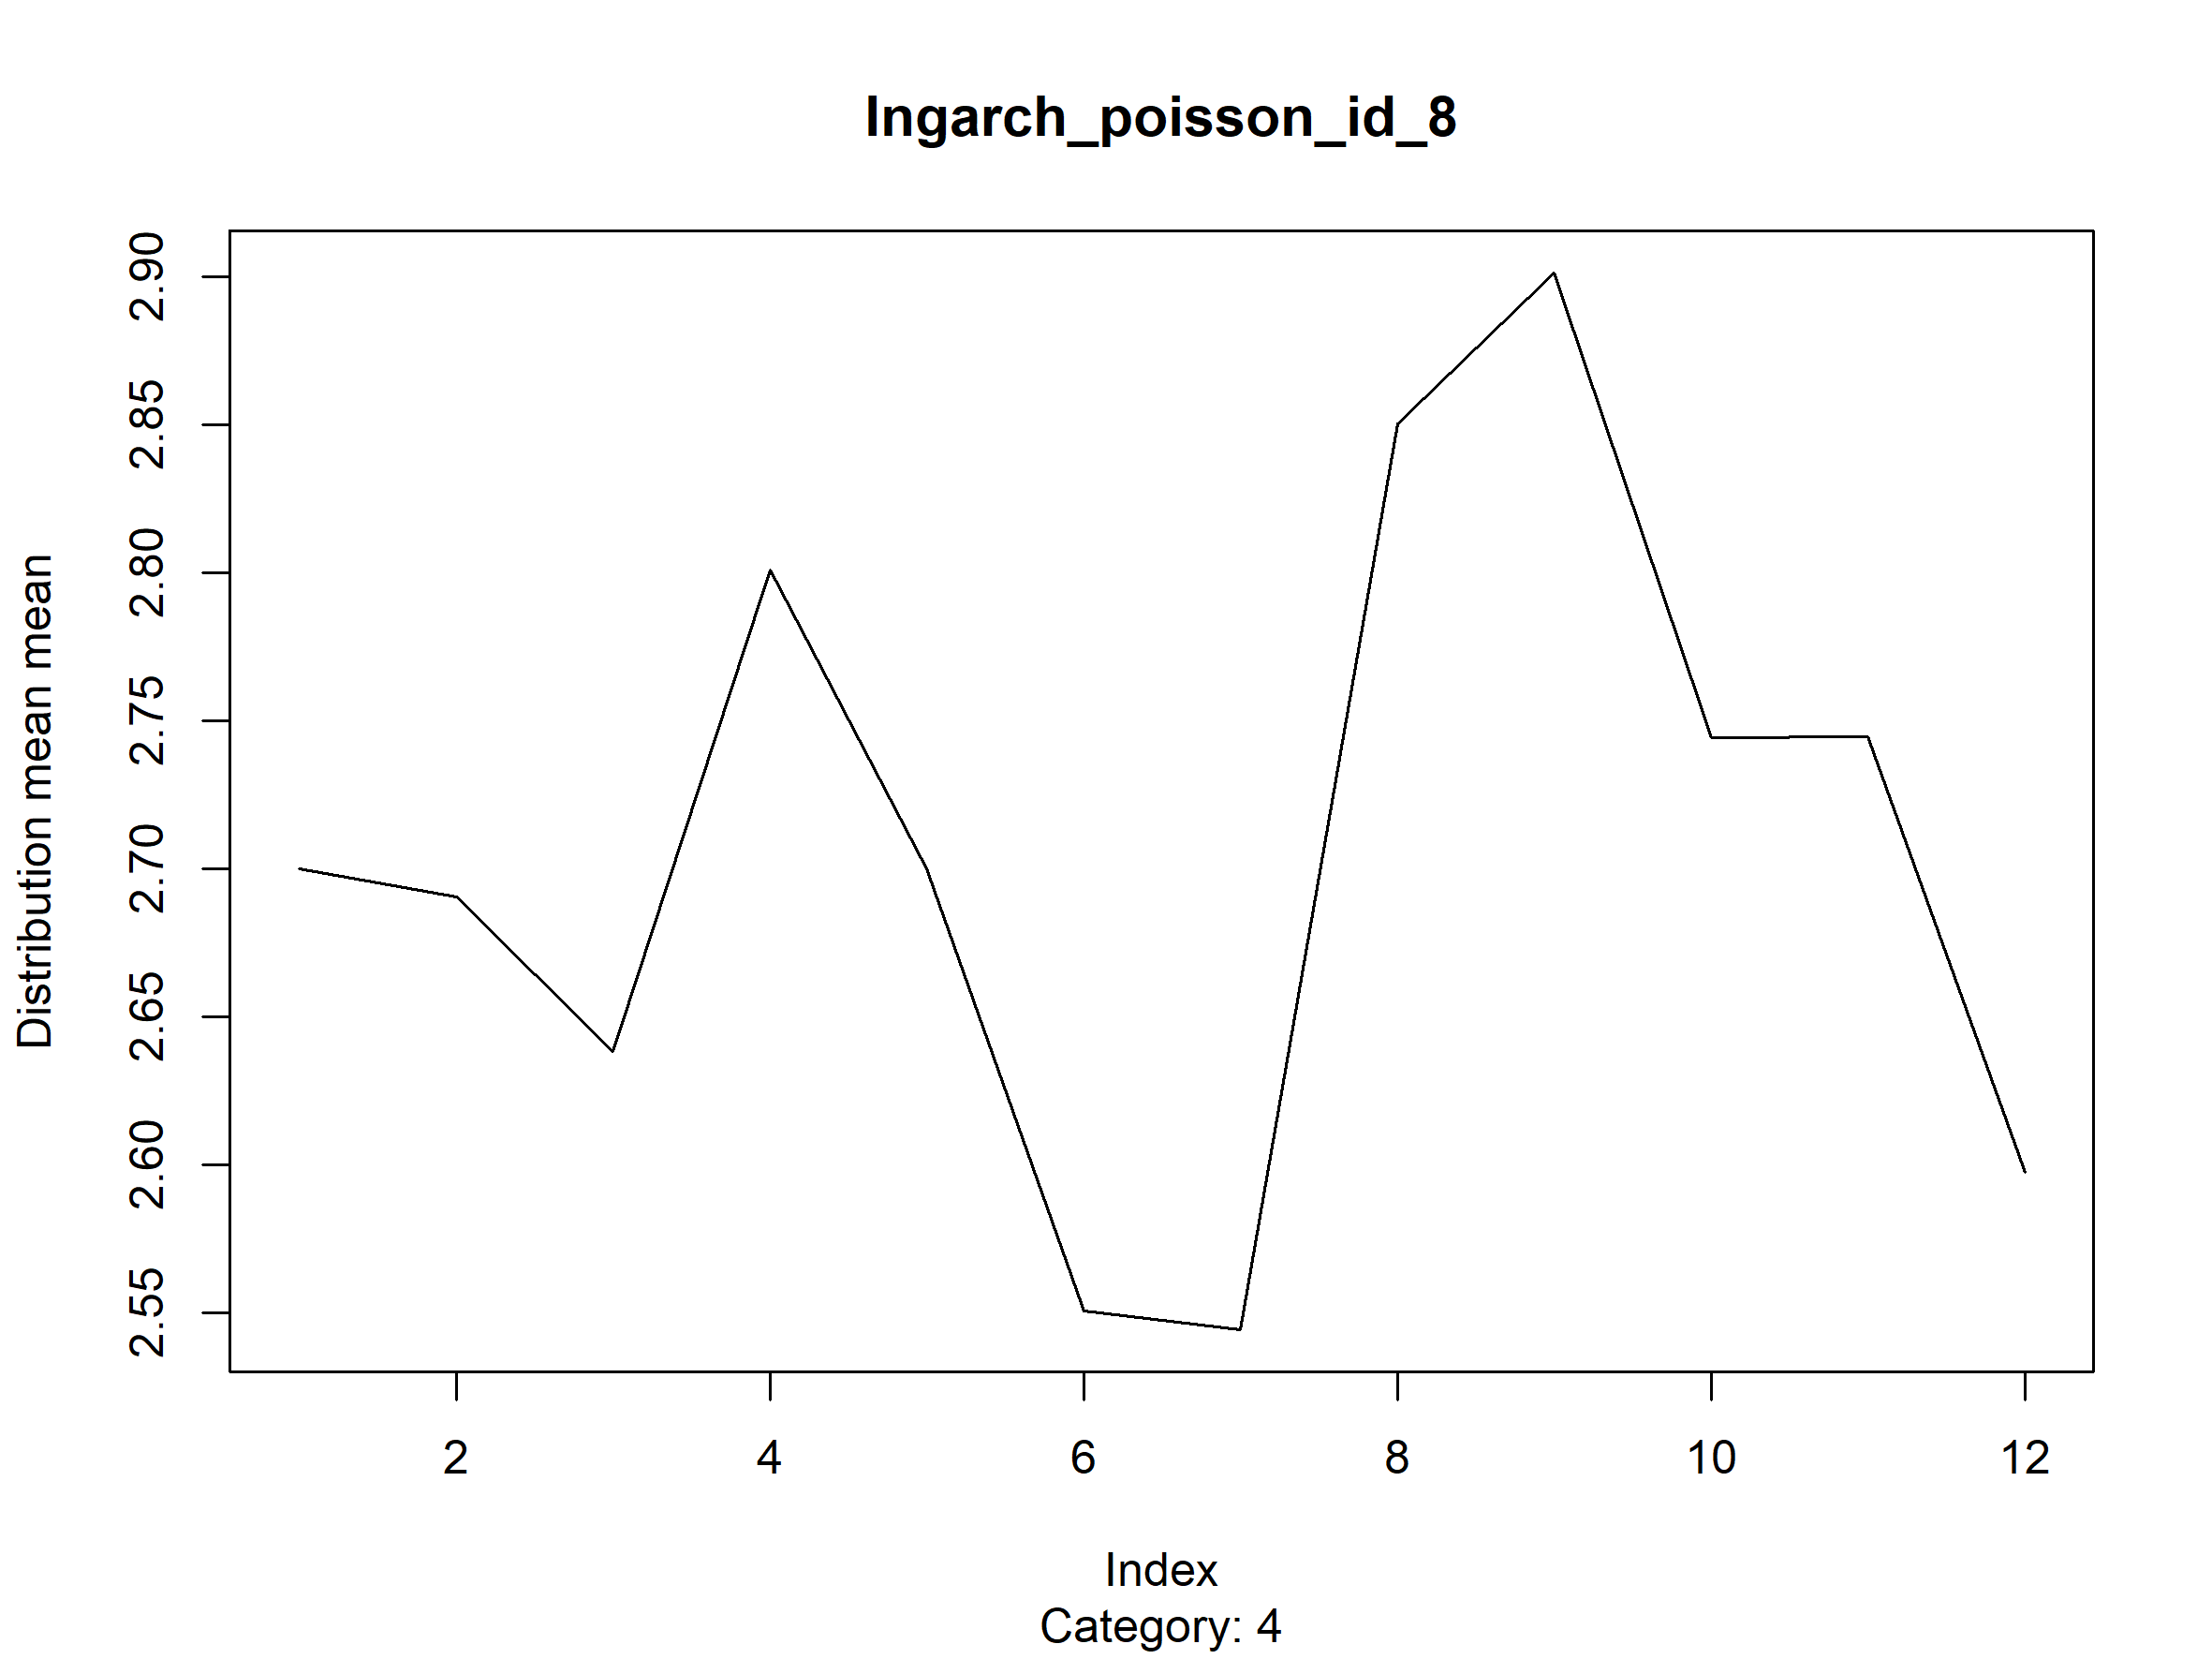 Ingarch_poisson_id_8
Distribution mean mean
2.90
2.85
2.80
2.75
2.70
2.65
2.60
2.55
2 4 6 8 10 12
Index
Category: 4